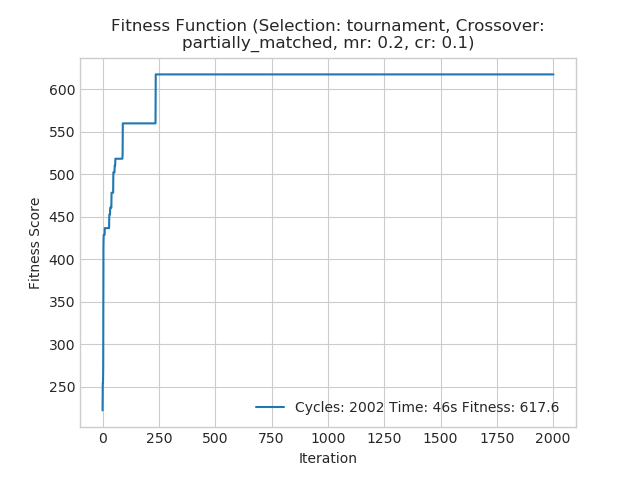 Fitness Function (Selection: tournament, Crossover:
partially_matched, mr: 0.2, cr: 0.1)
Fitness Score
600
550
500
450
400
350
300
250
Cycles: 2002 Time: 46s Fitness: 617.6
0 250 500 750 1000 1250 1500 1750 2000
Iteration